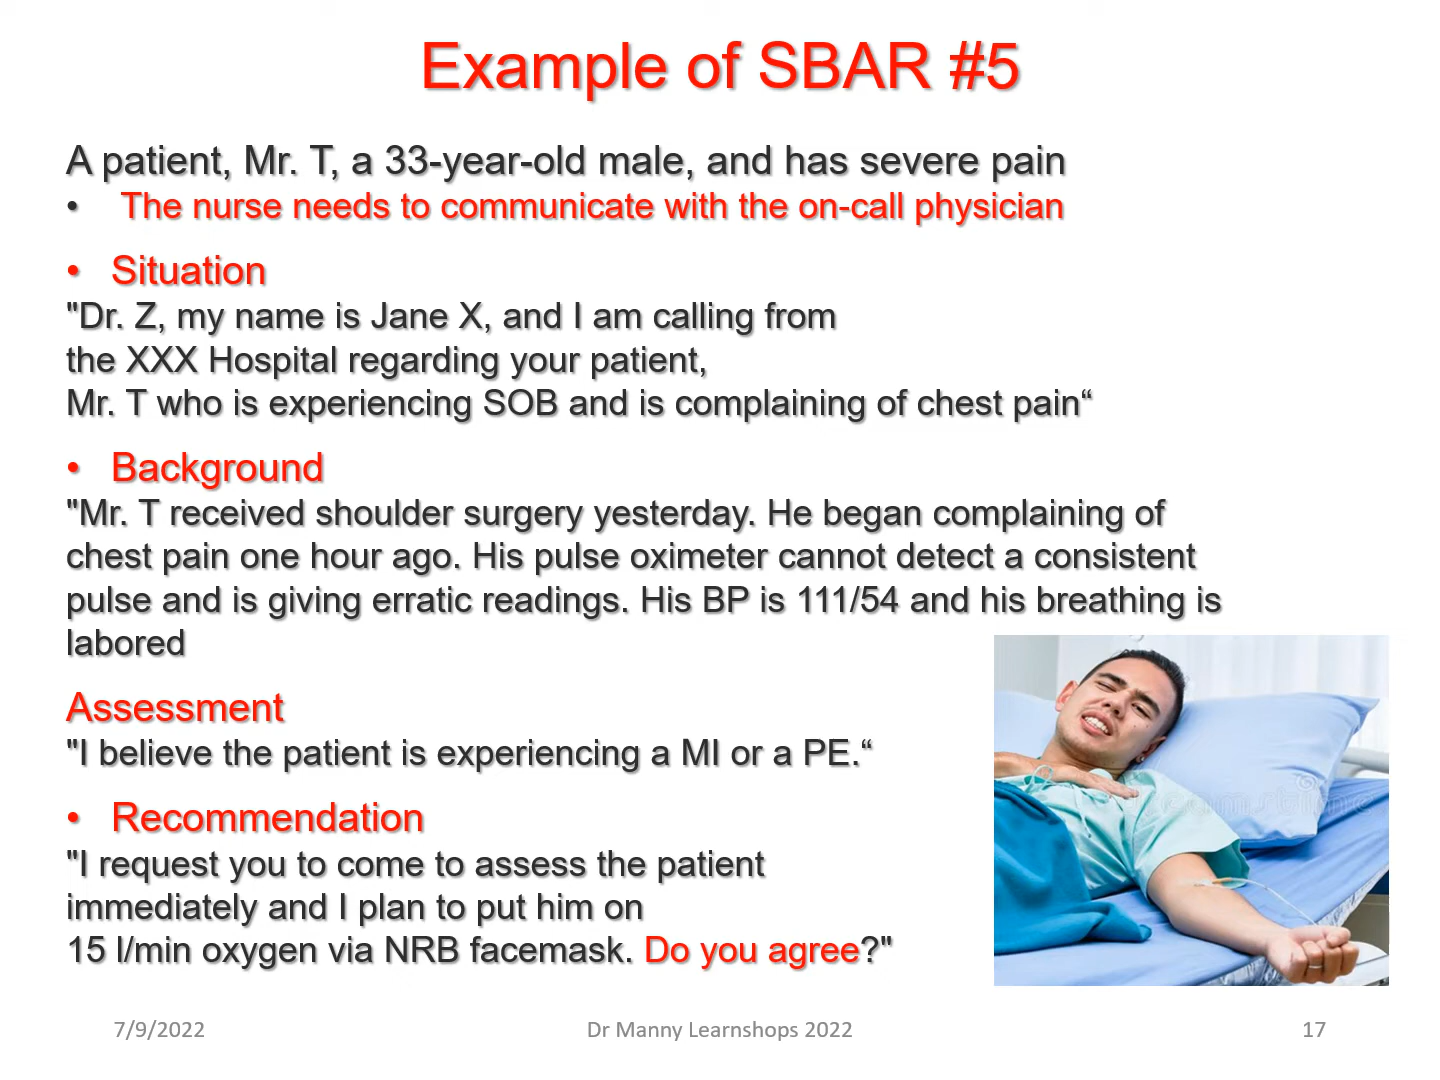 Example of SBAR #5
A patient, Mr. T, a 33-year-old male, and has severe pain
• The nurse needs to communicate with the on-call physician
• Situation
"Dr. Z, my name is Jane X, and I am calling from
the XXX Hospital regarding your patient,
Mr. T who is experiencing SOB and is complaining of chest pain“
• Background
"Mr. T received shoulder surgery yesterday. He began complaining of
chest pain one hour ago. His pulse oximeter cannot detect a consistent
pulse and is giving erratic readings. His BP is 111/54 and his breathing is
labored
Assessment
"I believe the patient is experiencing a MI or a PE.“
• Recommendation
"I request you to come to assess the patient
immediately and I plan to put him on
15 l/min oxygen via NRB facemask. Do you agree?"
7/9/2022
Dr Manny Learnshops 2022
17